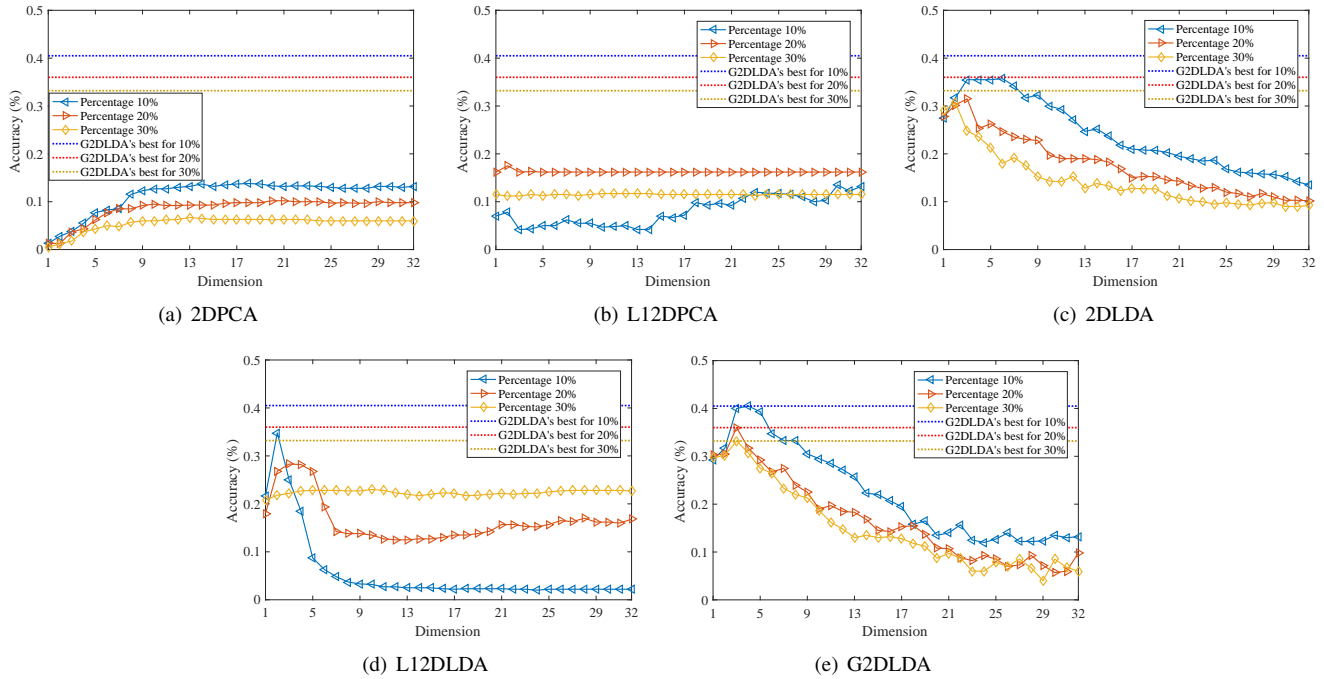 0.5
0.4
0.3
0.2
0.1
0
Accuracy (%)
Percentage 10%
Percentage 20%
Percentage 30%
G2DLDA's best for 10%
G2DLDA's best for 20%
G2DLDA's best for 30%
1 5 9 13 17 21 25 29 32
Dimension
(a) 2DPCA
0.5
0.4
0.3
0.2
0.1
0
Accuracy (%)
Percentage 10%
Percentage 20%
Percentage 30%
G2DLDA's best for 10%
G2DLDA's best for 20%
G2DLDA's best for 30%
1 5 9 13 17 21 25 29 32
Dimension
(b) L12DPCA
0.5
0.4
0.3
0.2
0.1
0
Accuracy (%)
Percentage 10%
Percentage 20%
Percentage 30%
G2DLDA's best for 10%
G2DLDA's best for 20%
G2DLDA's best for 30%
1 5 9 13 17 21 25 29 32
Dimension
(c) 2DLDA
0.5
0.4
0.3
0.2
0.1
0
Accuracy (%)
Percentage 10%
Percentage 20%
Percentage 30%
G2DLDA's best for 10%
G2DLDA's best for 20%
G2DLDA's best for 30%
1 5 9 13 17 21 25 29 32
Dimension
(d) L12DLDA
0.5
0.4
0.3
0.2
0.1
0
Accuracy (%)
Percentage 10%
Percentage 20%
Percentage 30%
G2DLDA's best for 10%
G2DLDA's best for 20%
G2DLDA's best for 30%
1 5 9 13 17 21 25 29 32
Dimension
(e) G2DLDA